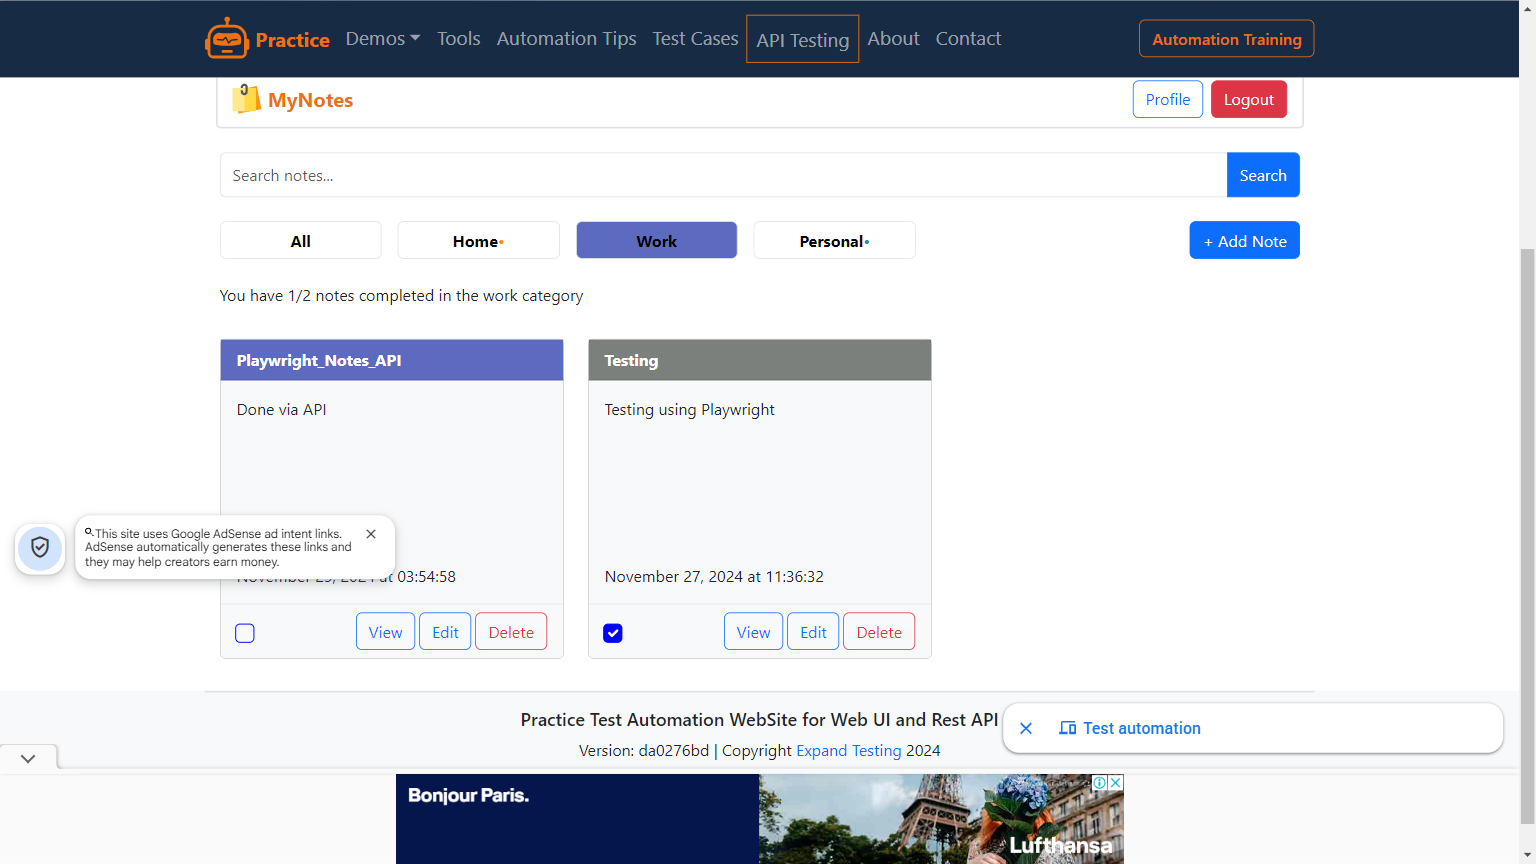 Practice Demos Tools Automation Tips Test Cases API Testing About Contact Automation Training
MyNotes Profile Logout
Search notes... Search
All Home Work Personal + Add Note
You have 1/2 notes completed in the work category
Playwright_Notes_API
Done via API
Testing
Testing using Playwright
This site uses Google AdSense ad intent links.
AdSense automatically generates these links and
they may help creators earn money.
at 03:54:58
November 27, 2024 at 11:36:32
View Edit Delete
View Edit Delete
Practice Test Automation WebSite for Web UI and Rest API
Version: da0276bd | Copyright Expand Testing 2024
Test automation
Bonjour Paris.
Lufthansa